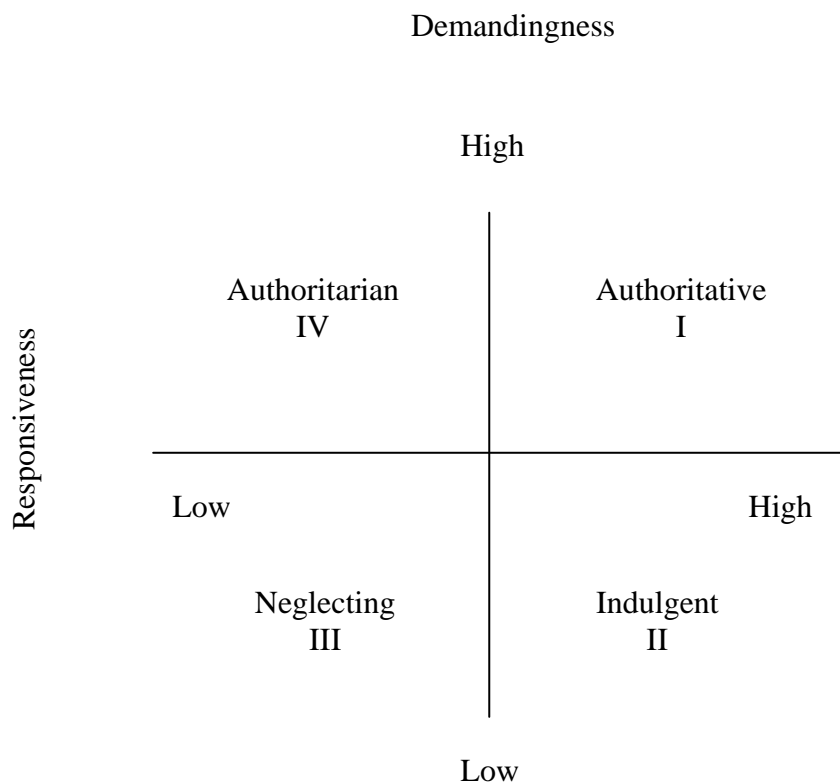 Demandingness
High
Authoritarian
IV
Authoritative
I
Responsiveness
Low
High
Neglecting
III
Indulgent
II
Low